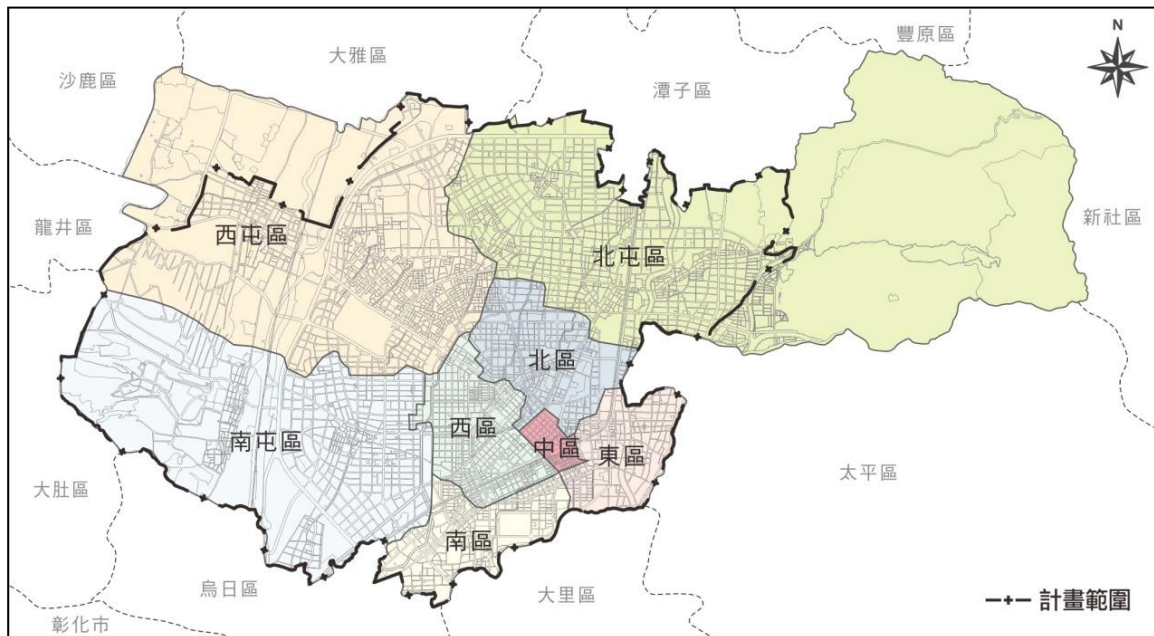 N
豐原區
大雅區
沙鹿區
潭子區
新社區
龍井區
西屯區
北屯區
北區
西區
中區
東區
南屯區
太平區
大肚區
南區
烏日區
大里區
計畫範圍
彰化市